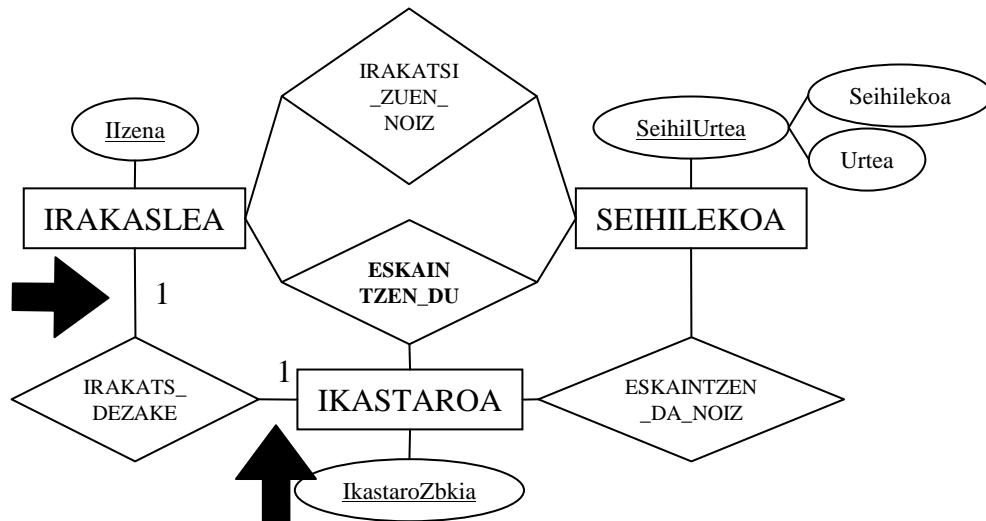 IRAKATSI
_ZUEN_
NOIZ
IIzena
SeihilUrtea
Seihilekoa
Urtea
IRAKASLEA
SEIHILEKOA
ESKAIN
TZEN_DU
1
1
IRAKATS_
DEZAKE
IKASTAROA
ESKAINTZEN
_DA_NOIZ
IkastaroZbkia